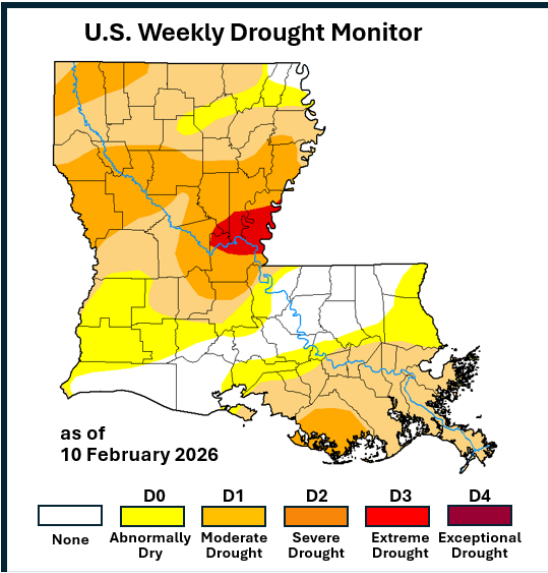 U.S. Weekly Drought Monitor
as of
10 February 2026
D0 D1 D2 D3 D4
None Abnormally Dry Moderate Drought Severe Drought Extreme Drought Exceptional Drought